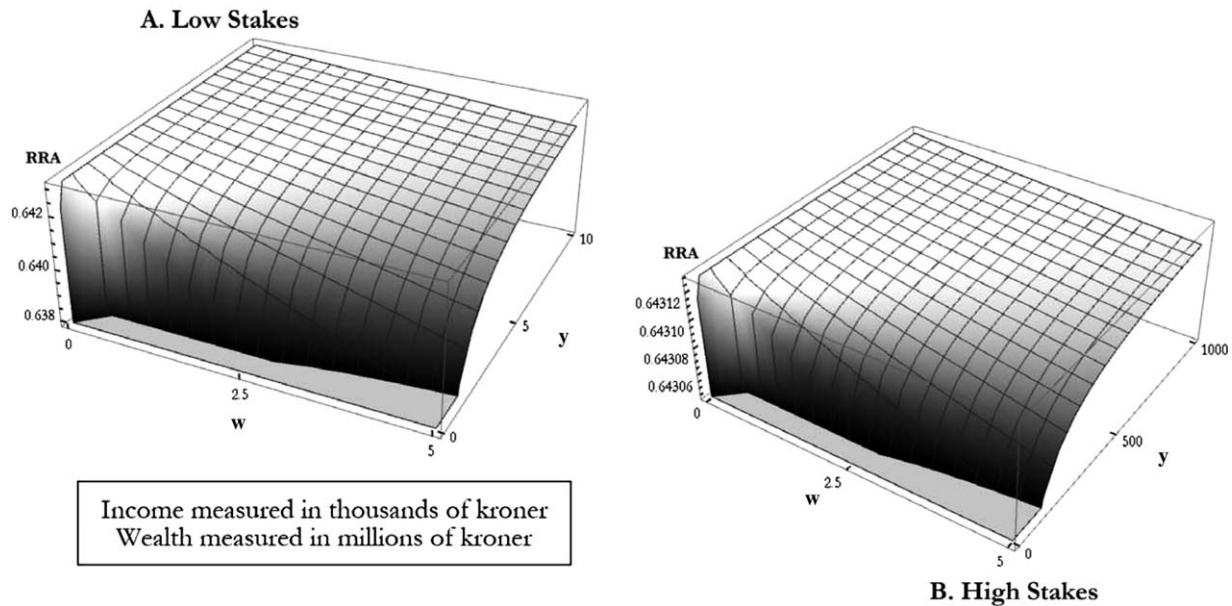 A. Low Stakes
RRA
0.642
0.640
0.638
0
2.5
w
5
0
5
y
10
Income measured in thousands of kroner
Wealth measured in millions of kroner
RRA
0.64312
0.64310
0.64308
0.64306
0
2.5
w
5
0
500
y
1000
B. High Stakes